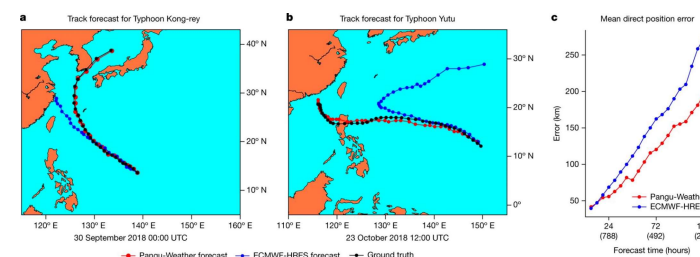 a Track forecast for Typhoon Kong-rey
40° N
30° N
20° N
10° N
120° E 130° E 140° E 150° E 160° E
30 September 2018 00:00 UTC
b Track forecast for Typhoon Yutu
30° N
20° N
10° N
0°
110° E 120° E 130° E 140° E 150° E
23 October 2018 12:00 UTC
Pangu-Weather forecast ECMWF-HRES forecast Ground truth
c Mean direct position error
Error (km)
250
200
150
100
50
Pangu-Weath
ECMWF-HRES
24 72
(788) (492) (2
Forecast time (hours)